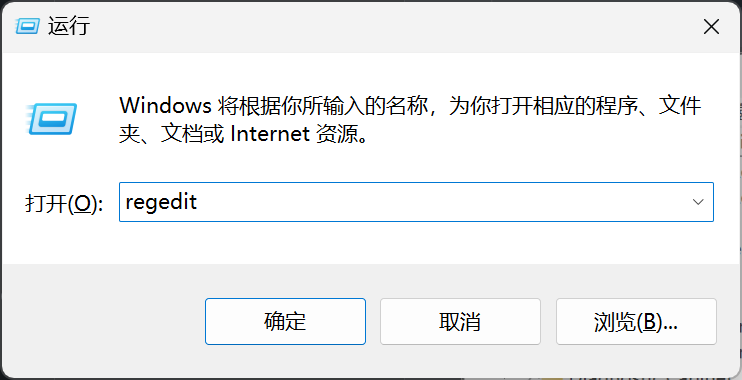 运行
Windows 将根据你所输入的名称，为你打开相应的程序、文件
夹、文档或 Internet 资源。
打开(O): regedit
确定 取消 浏览(B)...